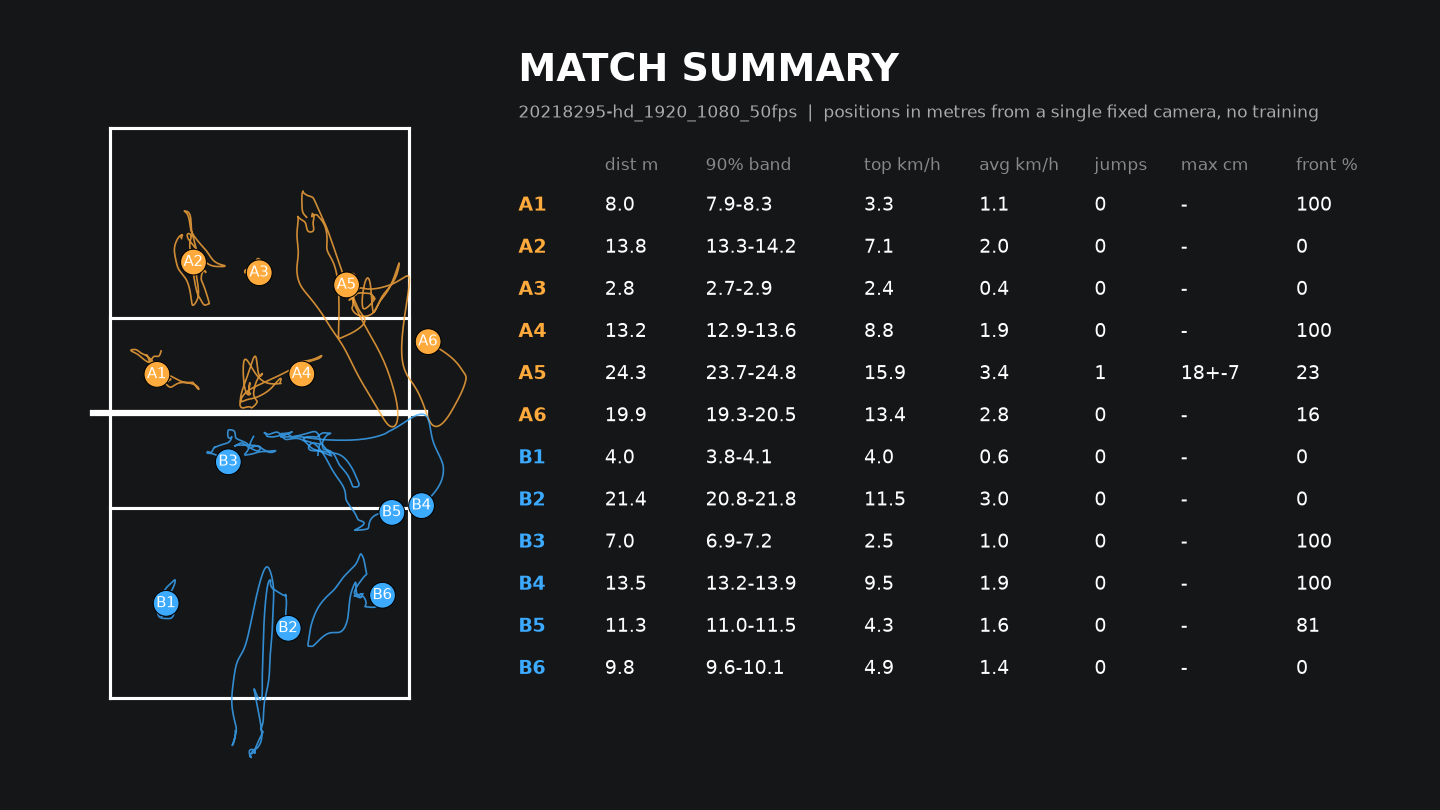 MATCH SUMMARY
20218295-hd_1920_1080_50fps | positions in metres from a single fixed camera, no training
dist m 90% band top km/h avg km/h jumps max cm front %
A1 8.0 7.9-8.3 3.3 1.1 0 - 100
A2 13.8 13.3-14.2 7.1 2.0 0 - 0
A3 2.8 2.7-2.9 2.4 0.4 0 - 0
A4 13.2 12.9-13.6 8.8 1.9 0 - 100
A5 24.3 23.7-24.8 15.9 3.4 1 18+-7 23
A6 19.9 19.3-20.5 13.4 2.8 0 - 16
B1 4.0 3.8-4.1 4.0 0.6 0 - 0
B2 21.4 20.8-21.8 11.5 3.0 0 - 0
B3 7.0 6.9-7.2 2.5 1.0 0 - 100
B4 13.5 13.2-13.9 9.5 1.9 0 - 100
B5 11.3 11.0-11.5 4.3 1.6 0 - 81
B6 9.8 9.6-10.1 4.9 1.4 0 - 0
A2
A3
A5
A6
A1
A4
B3
B5
B4
B1
B6
B2